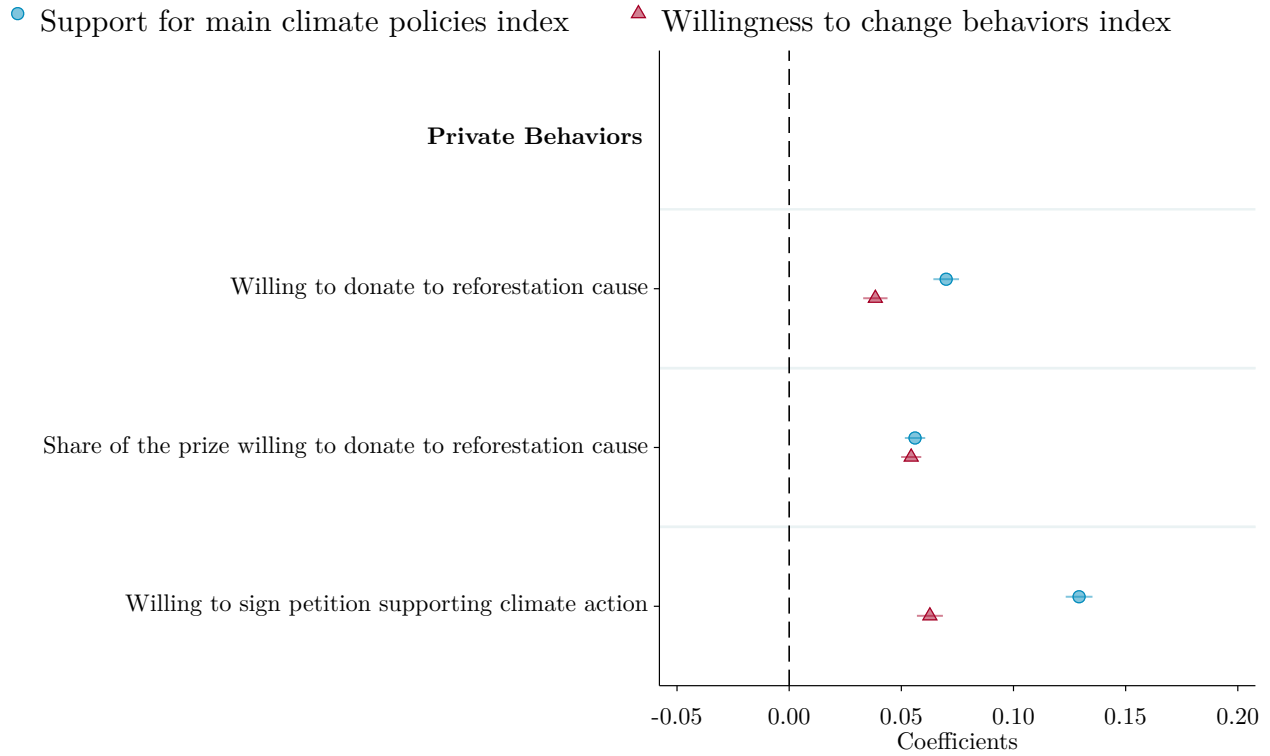 Support for main climate policies index
Willingness to change behaviors index
Private Behaviors
Willing to donate to reforestation cause
Share of the prize willing to donate to reforestation cause
Willing to sign petition supporting climate action
-0.05 0.00 0.05 0.10 0.15 0.20
Coefficients